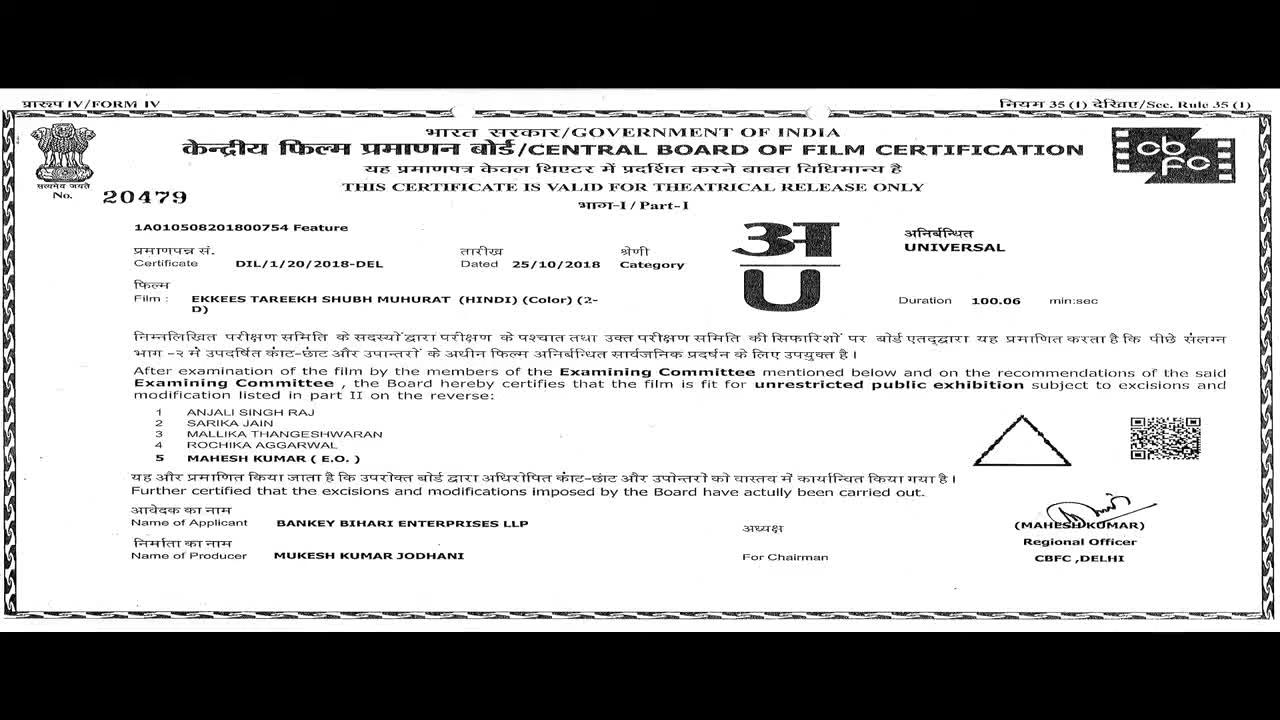 प्रारूप IV/FORM IV
नियम 35 (1) देखिए/Sec. Rule 35 (1)
भारत सरकार/GOVERNMENT OF INDIA
केन्द्रीय फिल्म प्रमाणन बोर्ड/CENTRAL BOARD OF FILM CERTIFICATION
cbfc
यह प्रमाणपत्र केवल थिएटर में प्रदर्शित करने बाबत विधिमान्य है
सत्यमेव जयते
THIS CERTIFICATE IS VALID FOR THEATRICAL RELEASE ONLY
No. 20479
भाग-I / Part-I
1A010508201800754 Feature
अ
U
अनिर्बन्धित
UNIVERSAL
प्रमाणपत्र सं. तारीख श्रेणी
Certificate DIL/1/20/2018-DEL Dated 25/10/2018 Category
फिल्म
Film : EKKEES TAREEKH SHUBH MUHURAT (HINDI) (Color) (2-
D)
Duration 100.06 min:sec
निम्नलिखित परीक्षण समिति के सदस्यों द्वारा परीक्षण के पश्चात तथा उक्त परीक्षण समिति की सिफारिशों पर बोर्ड एतद्द्वारा यह प्रमाणित करता है कि पीछे संलग्न
भाग -२ में उपदर्षित कांट-छांट और उपान्तरों के अधीन फिल्म अनिर्बन्धित सार्वजनिक प्रदर्षन के लिए उपयुक्त है।
After examination of the film by the members of the Examining Committee mentioned below and on the recommendations of the said
Examining Committee , the Board hereby certifies that the film is fit for unrestricted public exhibition subject to excisions and
modification listed in part II on the reverse:
1 ANJALI SINGH RAJ
2 SARIKA JAIN
3 MALLIKA THANGESHWARAN
4 ROCHIKA AGGARWAL
5 MAHESH KUMAR ( E.O. )
यह और प्रमाणित किया जाता है कि उपरोक्त बोर्ड द्वारा अधिरोपित कांट-छांट और उपोन्तरों को वास्तव में कार्यान्वित किया गया है।
Further certified that the excisions and modifications imposed by the Board have actully been carried out.
आवेदक का नाम
Name of Applicant BANKEY BIHARI ENTERPRISES LLP
अध्यक्ष
(MAHESH KUMAR)
निर्माता का नाम
Regional Officer
Name of Producer MUKESH KUMAR JODHANI
For Chairman
CBFC ,DELHI